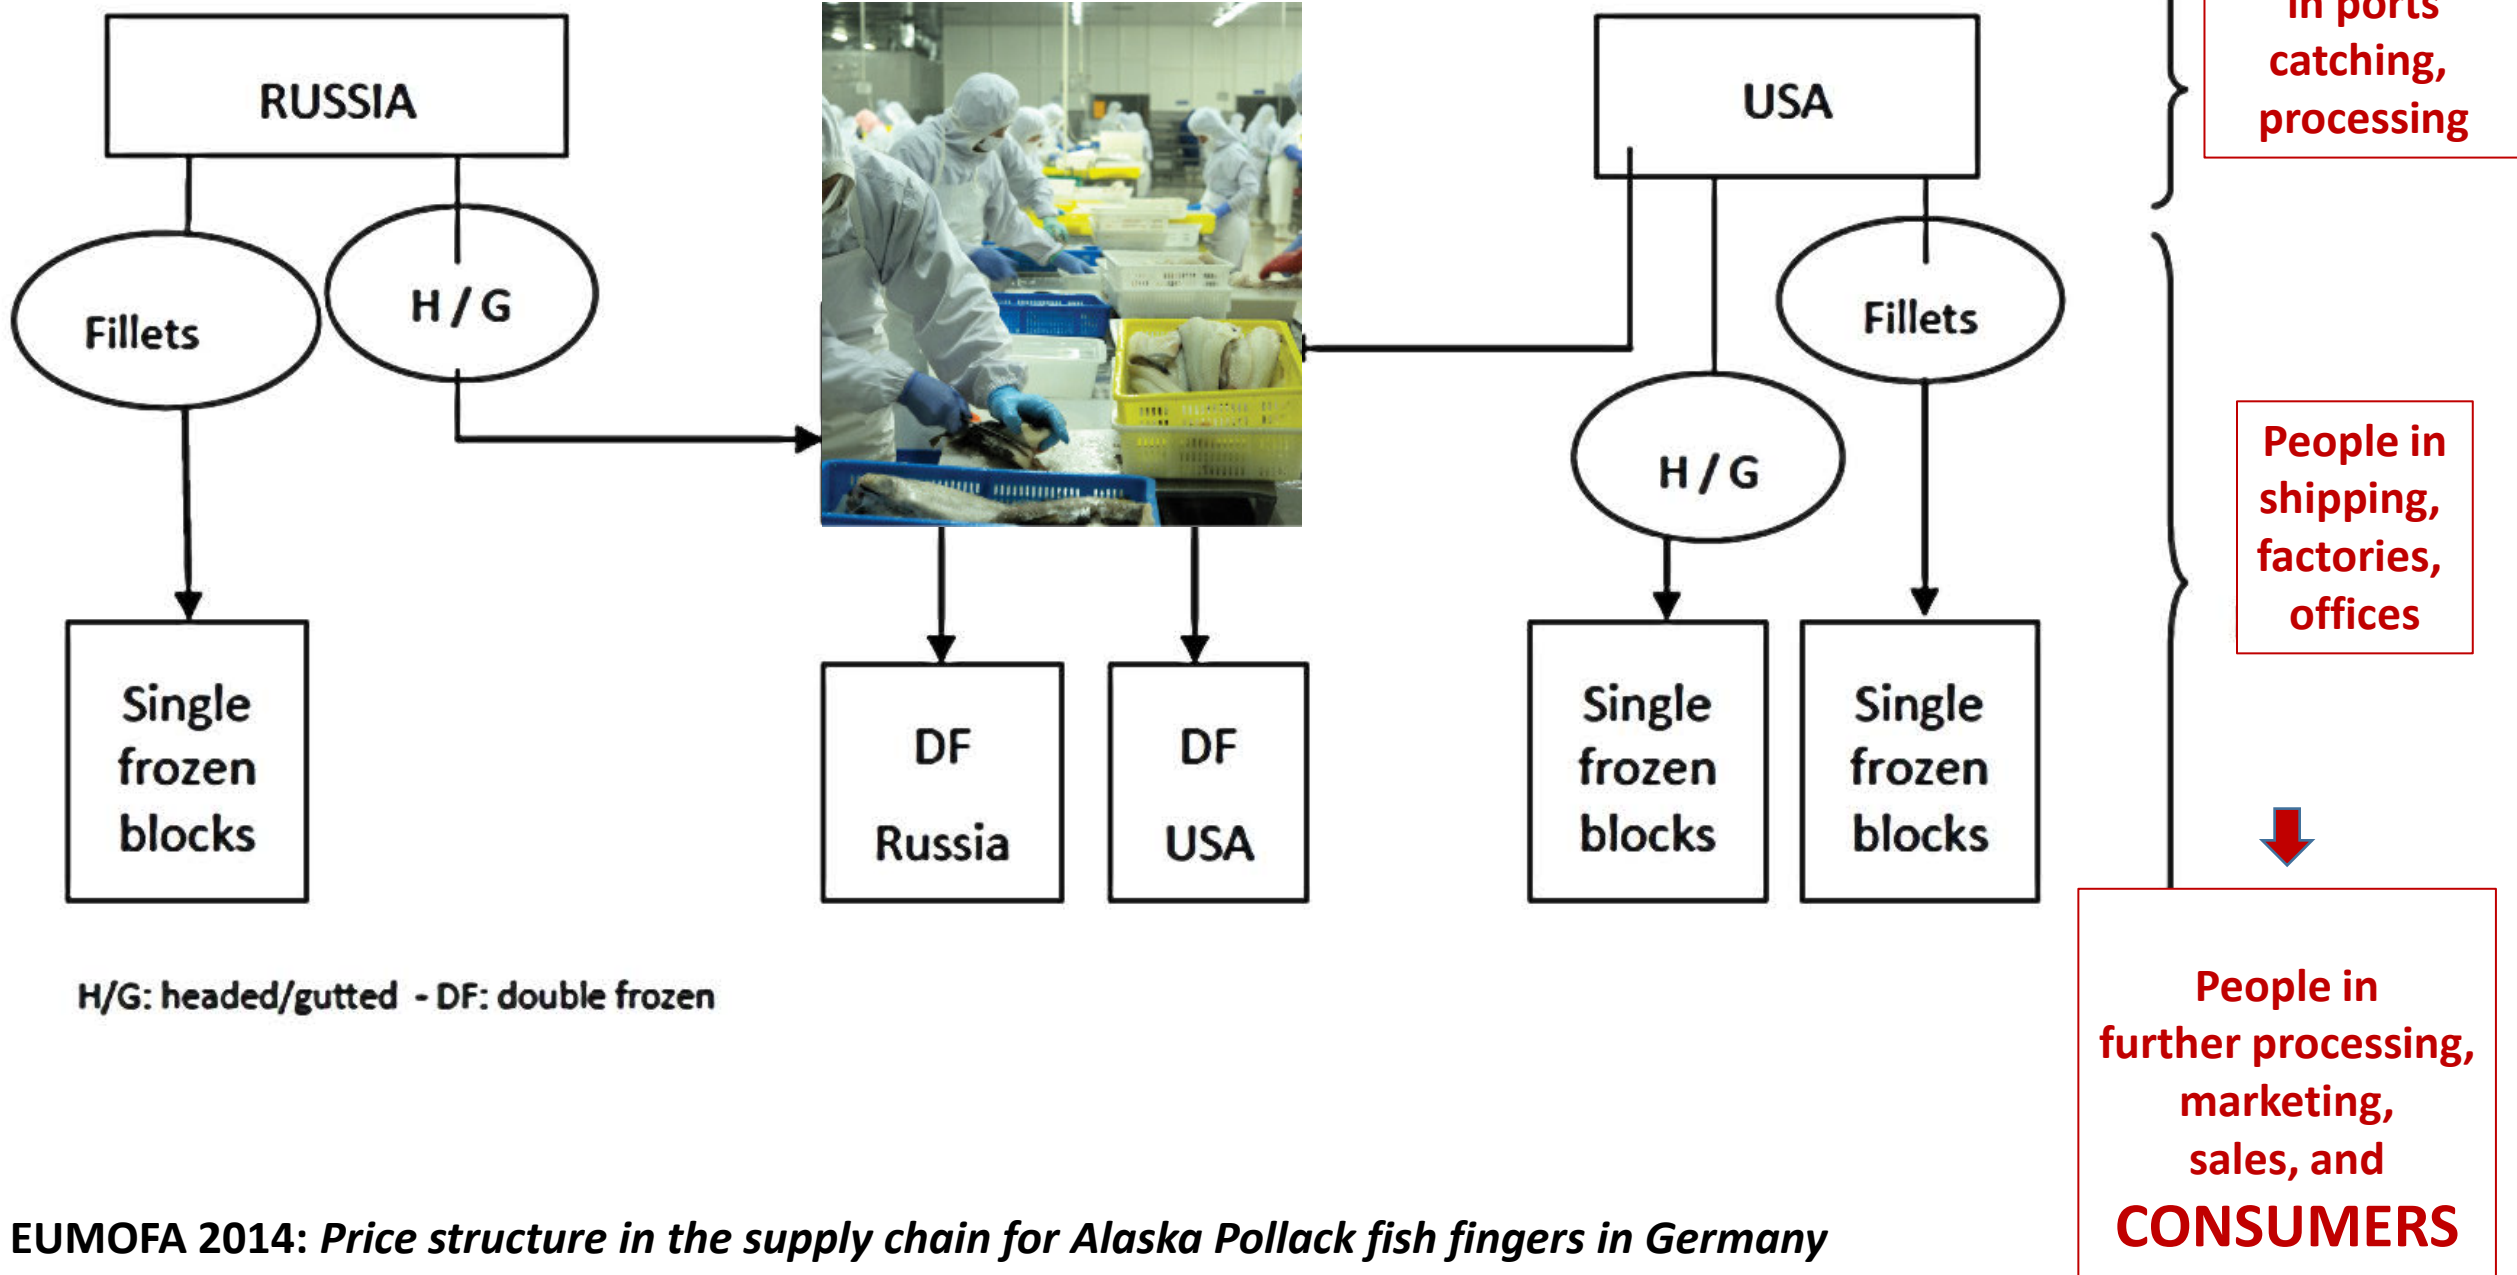 RUSSIA
USA
in ports
catching,
processing
Fillets
H / G
Fillets
H / G
People in
shipping,
factories,
offices
Single
frozen
blocks
DF
Russia
DF
USA
Single
frozen
blocks
Single
frozen
blocks
H/G: headed/gutted - DF: double frozen
People in
further processing,
marketing,
sales, and
CONSUMERS
EUMOFA 2014: Price structure in the supply chain for Alaska Pollack fish fingers in Germany